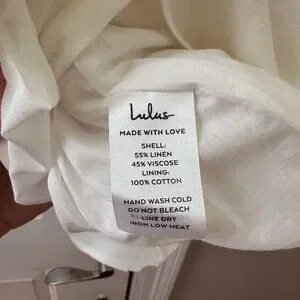 Lulus
MADE WITH LOVE
SHELL:
55% LINEN
45% VISCOSE
LINING:
100% COTTON
HAND WASH COLD
DO NOT BLEACH
LINE DRY
IRON LOW HEAT